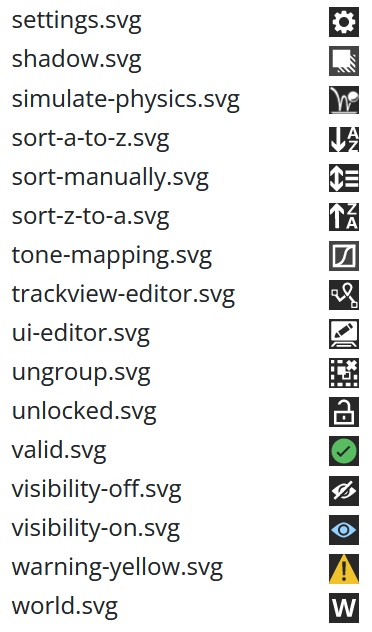 settings.svg
shadow.svg
simulate-physics.svg
sort-a-to-z.svg A Z
sort-manually.svg
sort-z-to-a.svg Z A
tone-mapping.svg
trackview-editor.svg
ui-editor.svg
ungroup.svg
unlocked.svg
valid.svg
visibility-off.svg
visibility-on.svg
warning-yellow.svg !
world.svg W